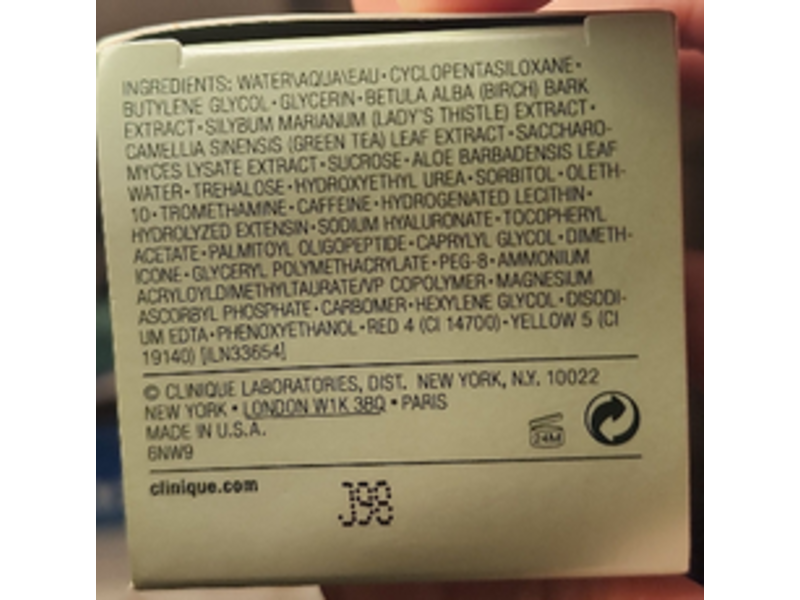 INGREDIENTS: WATER\AQUA\EAU • CYCLOPENTASILOXANE •
BUTYLENE GLYCOL • GLYCERIN • BETULA ALBA (BIRCH) BARK
EXTRACT • SILYBUM MARIANUM (LADY'S THISTLE) EXTRACT •
CAMELLIA SINENSIS (GREEN TEA) LEAF EXTRACT • SACCHARO-
MYCES LYSATE EXTRACT • SUCROSE • ALOE BARBADENSIS LEAF
WATER • TREHALOSE • HYDROXYETHYL UREA • SORBITOL • OLETH-
10 • TROMETHAMINE • CAFFEINE • HYDROGENATED LECITHIN •
HYDROLYZED EXTENSIN • SODIUM HYALURONATE • TOCOPHERYL
ACETATE • PALMITOYL OLIGOPEPTIDE • CAPRYLYL GLYCOL • DIMETH-
ICONE • GLYCERYL POLYMETHACRYLATE • PEG-8 • AMMONIUM
ACRYLOYLDIMETHYLTAURATE/VP COPOLYMER • MAGNESIUM
ASCORBYL PHOSPHATE • CARBOMER • HEXYLENE GLYCOL • DISODI-
UM EDTA • PHENOXYETHANOL • RED 4 (CI 14700) • YELLOW 5 (CI
19140) [ILN33654]
© CLINIQUE LABORATORIES, DIST. NEW YORK, N.Y. 10022
NEW YORK • LONDON W1K 3BQ • PARIS
MADE IN U.S.A.
6NW9
24M
clinique.com
J98